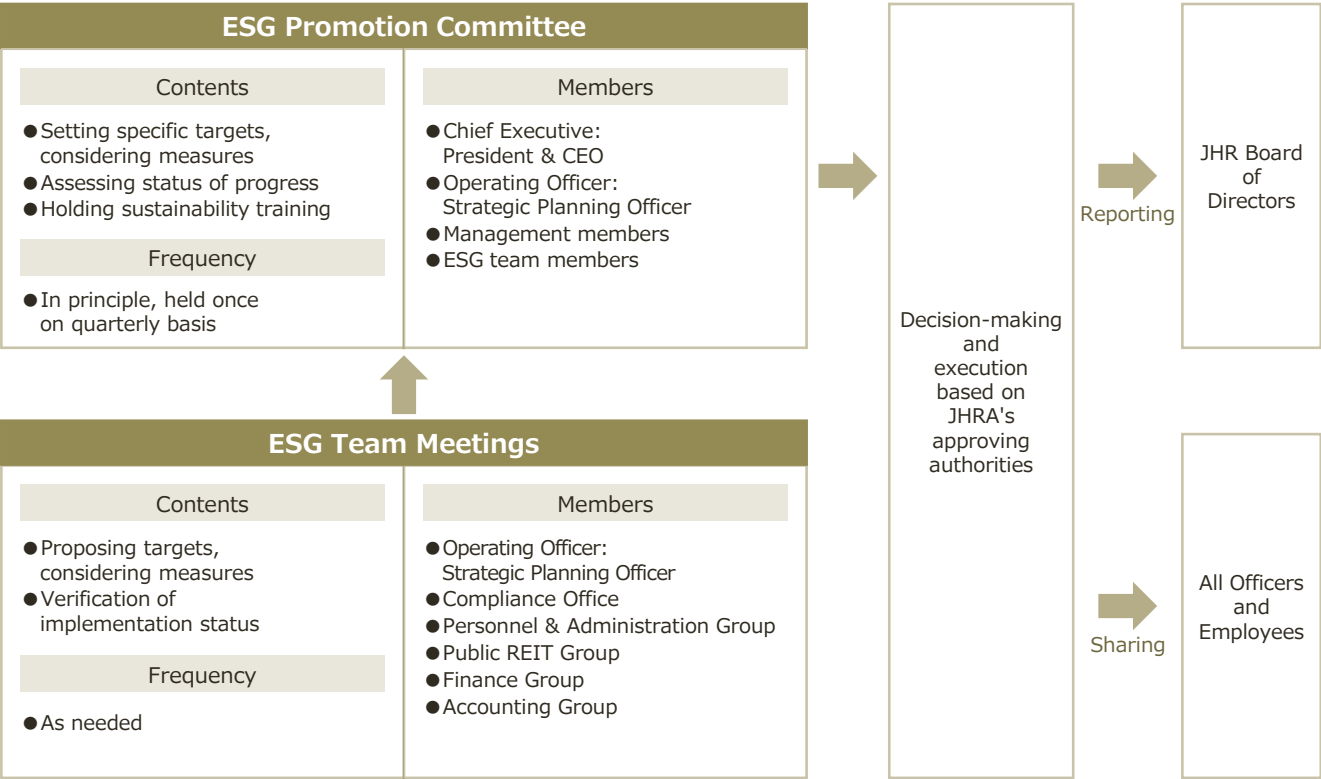 ESG Promotion Committee
Contents
●Setting specific targets,
considering measures
●Assessing status of progress
●Holding sustainability training
Frequency
●In principle, held once
on quarterly basis
Members
●Chief Executive:
President & CEO
●Operating Officer:
Strategic Planning Officer
●Management members
●ESG team members
ESG Team Meetings
Contents
●Proposing targets,
considering measures
●Verification of
implementation status
Frequency
●As needed
Members
●Operating Officer:
Strategic Planning Officer
●Compliance Office
●Personnel & Administration Group
●Public REIT Group
●Finance Group
●Accounting Group
Decision-making
and
execution
based on
JHRA's
approving
authorities
Reporting
JHR Board
of
Directors
Sharing
All Officers
and
Employees